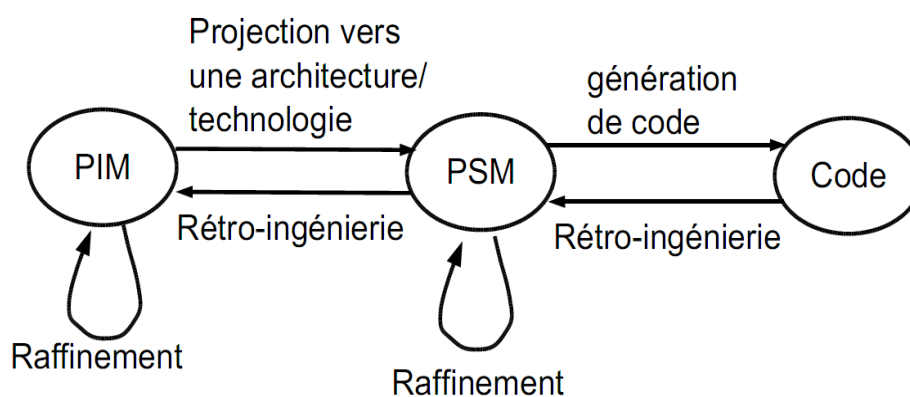 Projection vers
une architecture/
technologie
génération
de code
PIM
PSM
Code
Rétro-ingénierie
Rétro-ingénierie
Raffinement
Raffinement